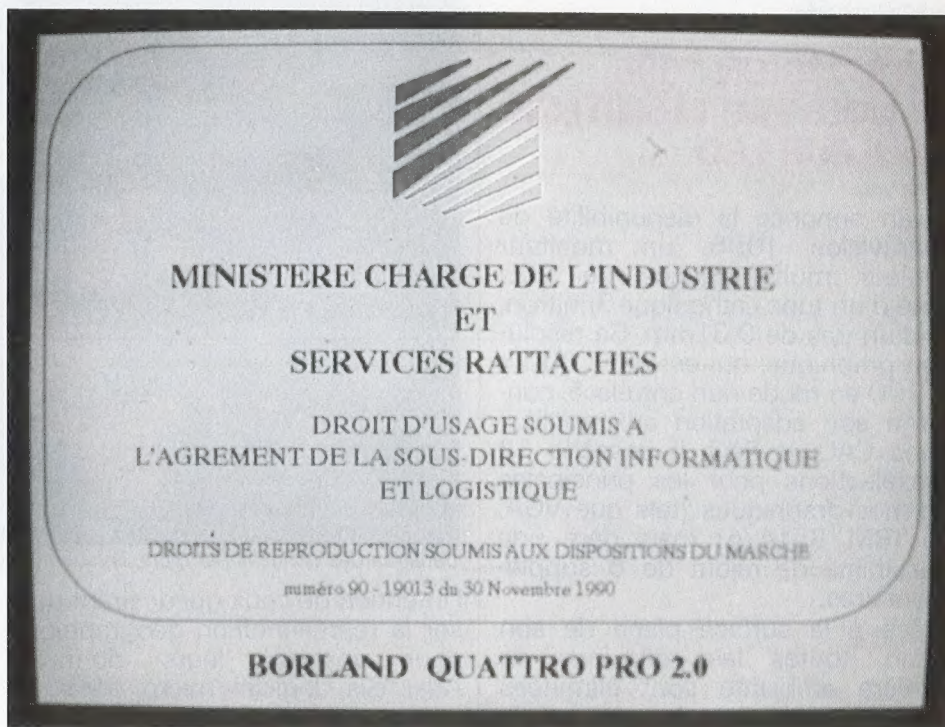 MINISTERE CHARGE DE L'INDUSTRIE
ET
SERVICES RATTACHES
DROIT D'USAGE SOUMIS A
L'AGREMENT DE LA SOUS-DIRECTION INFORMATIQUE
ET LOGISTIQUE
DROITS DE REPRODUCTION SOUMIS AUX DISPOSITIONS DU MARCHE
numéro 90 - 19013 du 30 Novembre 1990
BORLAND QUATTRO PRO 2.0